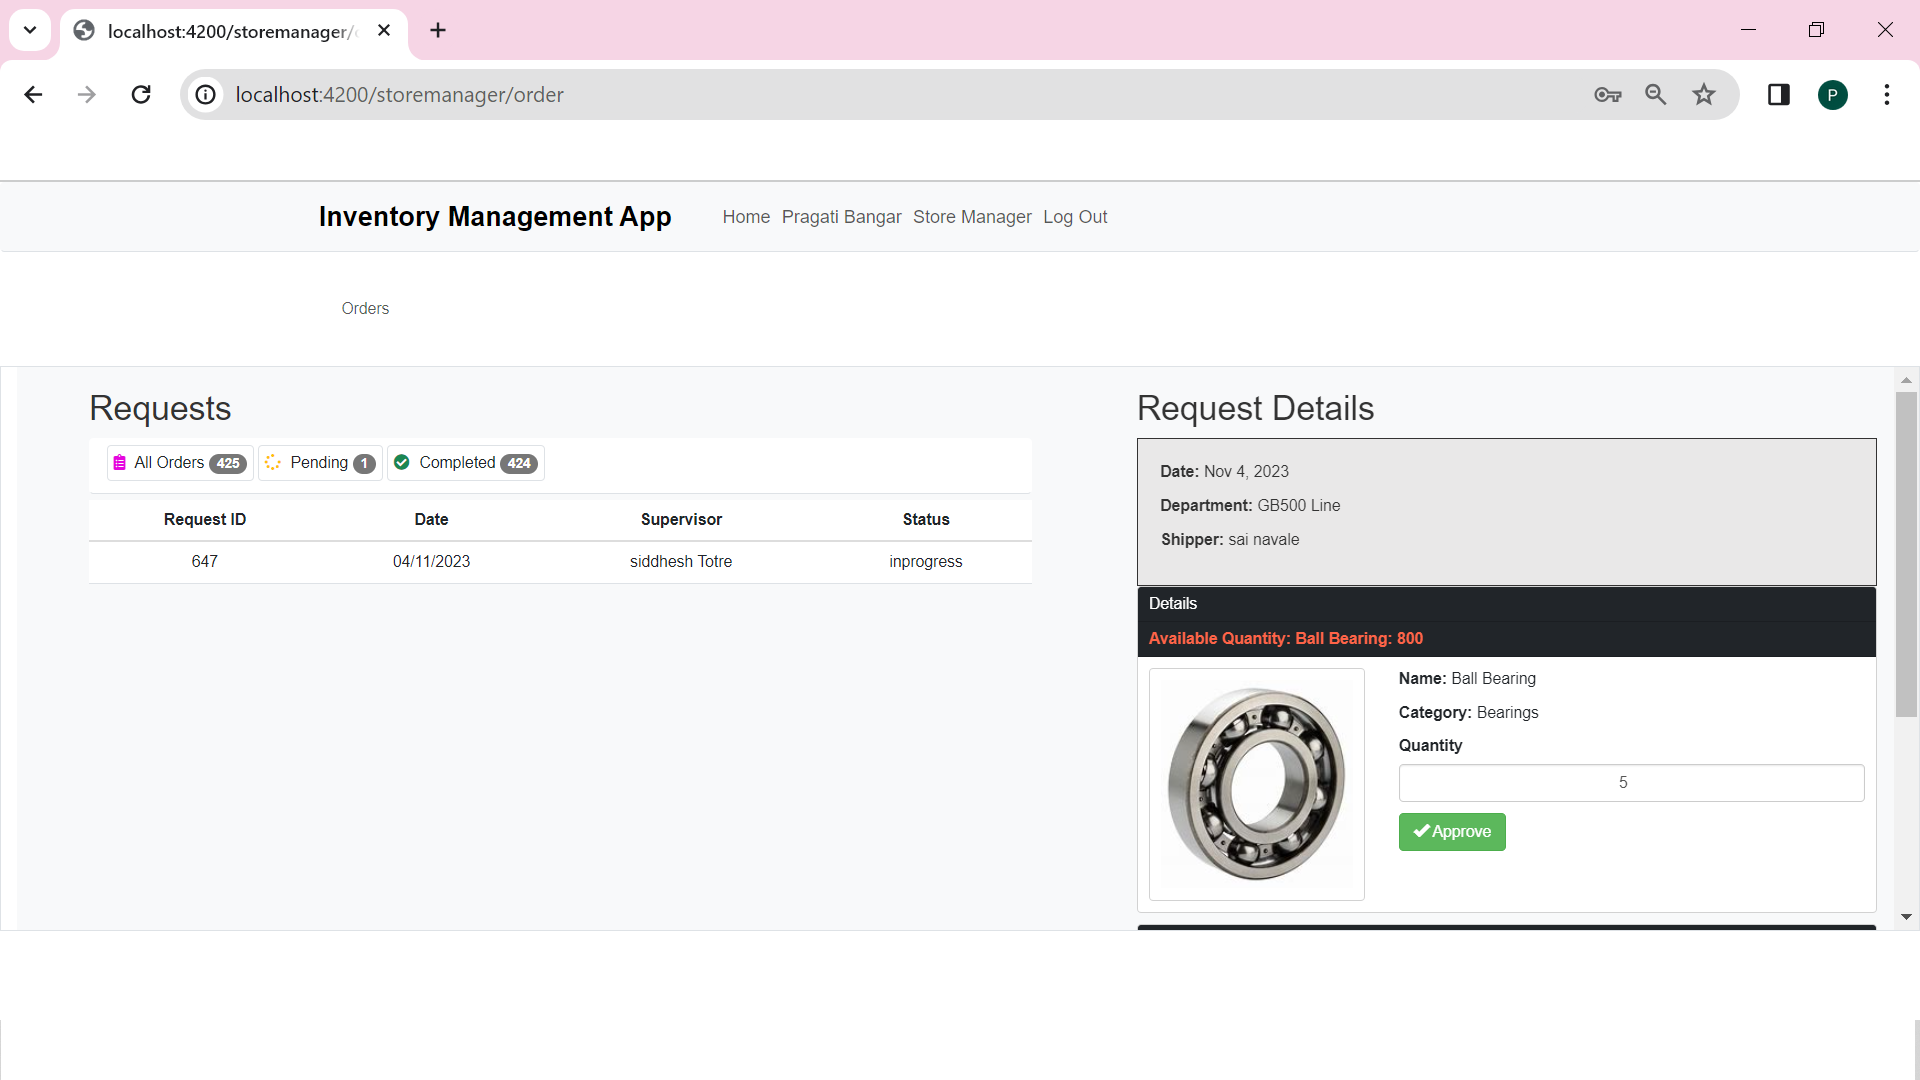 localhost:4200/storemanager/
localhost:4200/storemanager/order
P
Inventory Management App
Home Pragati Bangar Store Manager Log Out
Orders
Requests
All Orders 425 Pending 1 Completed 424
Request ID Date Supervisor Status
647 04/11/2023 siddhesh Totre inprogress
Request Details
Date: Nov 4, 2023
Department: GB500 Line
Shipper: sai navale
Details
Available Quantity: Ball Bearing: 800
Name: Ball Bearing
Category: Bearings
Quantity
5
Approve